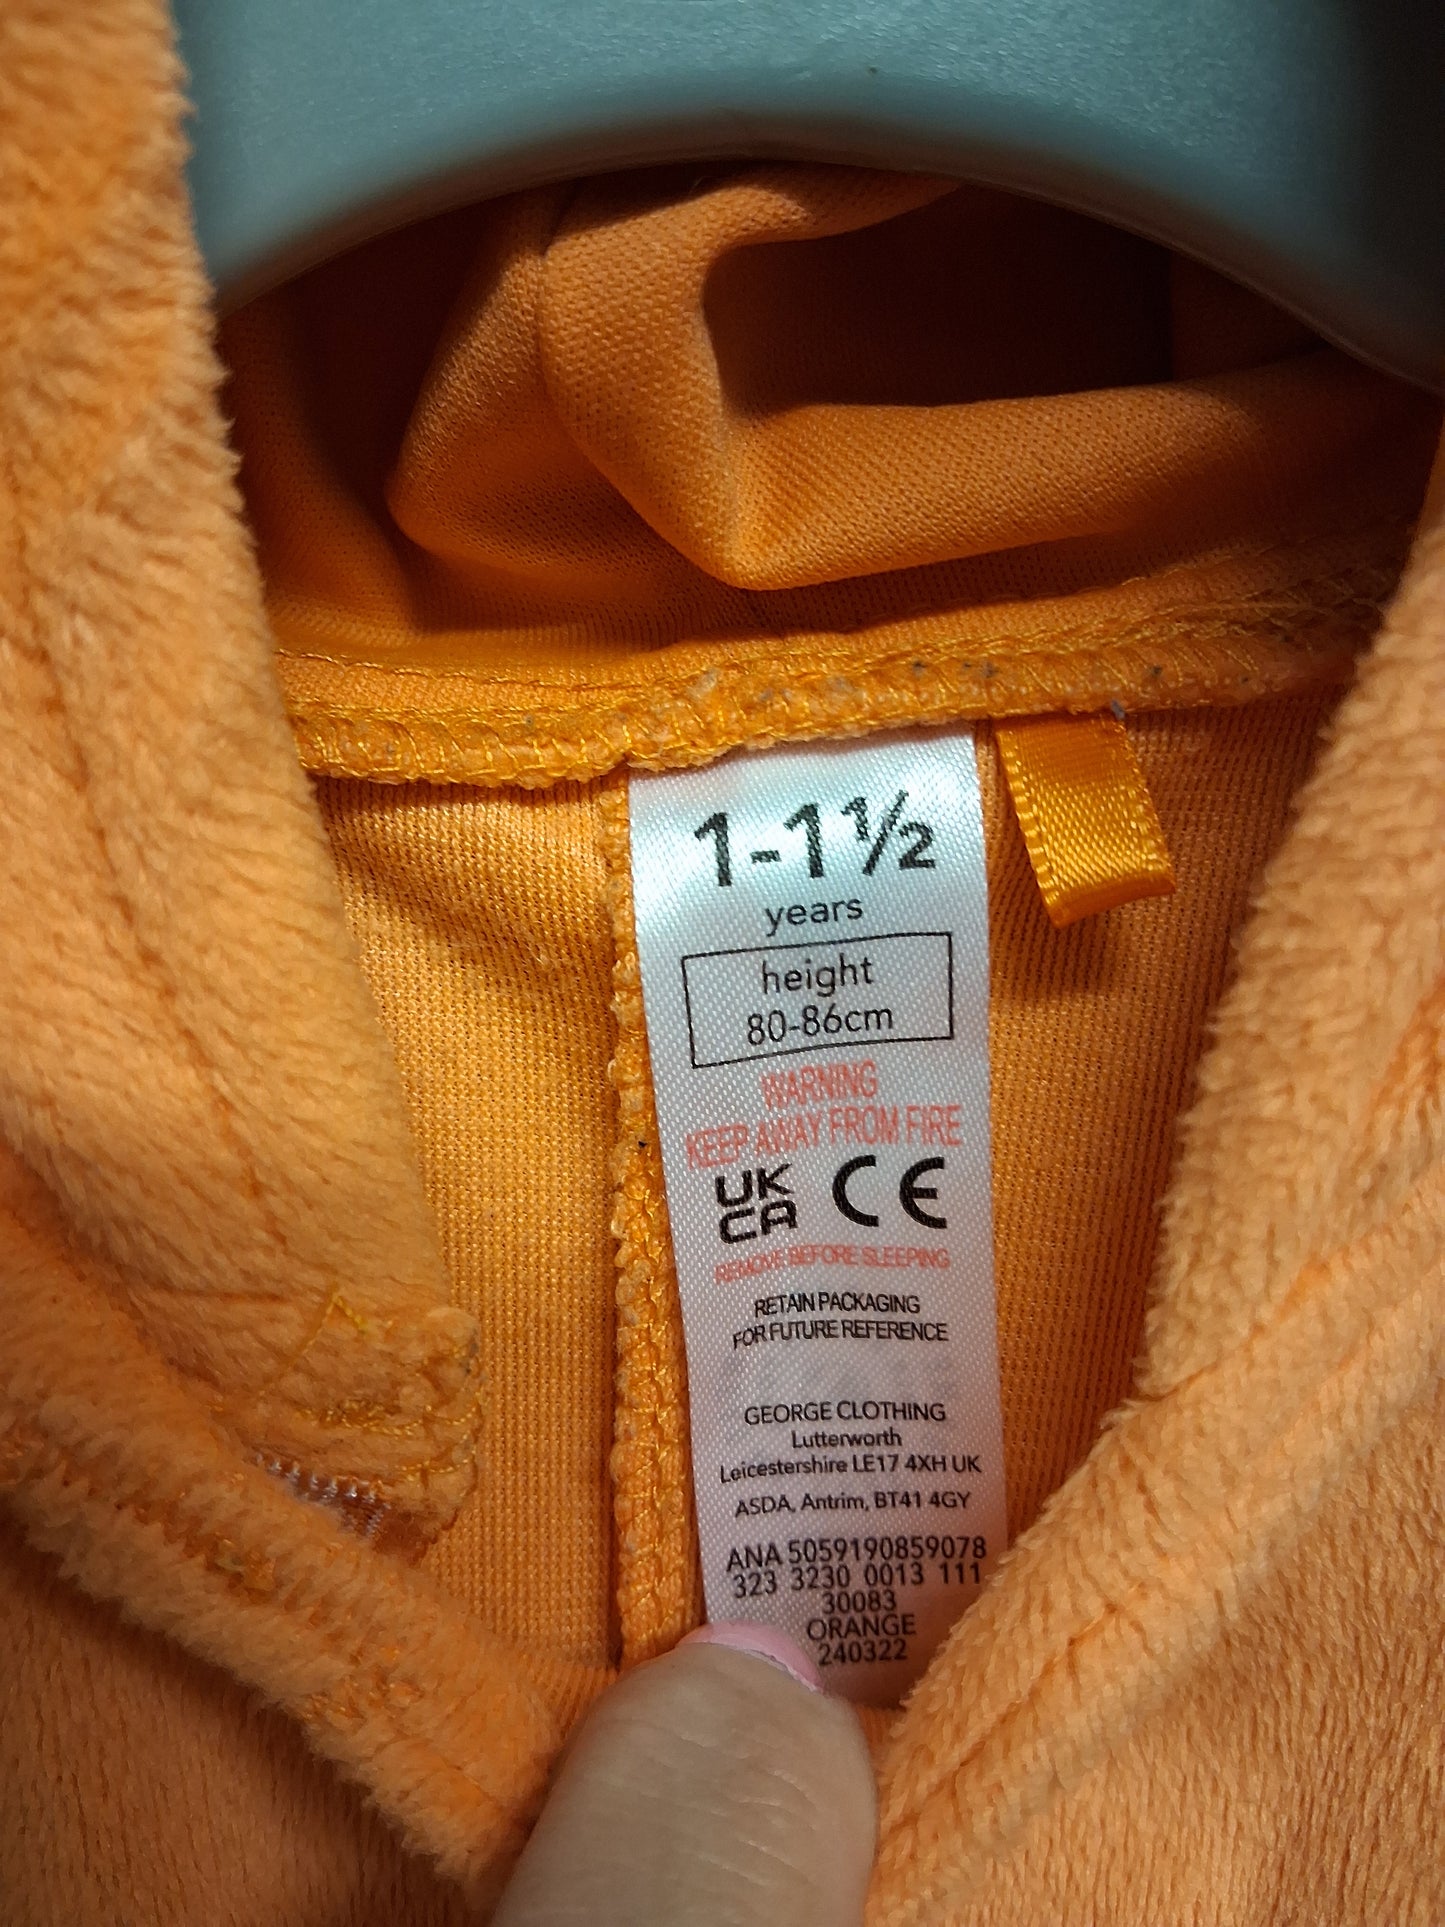 1-1½
years
height
80-86cm
WARNING
KEEP AWAY FROM FIRE
UK
CA CE
REMOVE BEFORE SLEEPING
RETAIN PACKAGING
FOR FUTURE REFERENCE
GEORGE CLOTHING
Lutterworth
Leicestershire LE17 4XH UK
ASDA, Antrim, BT41 4GY
ANA 5059190859078
323 3230 0013 111
30083
ORANGE
240322